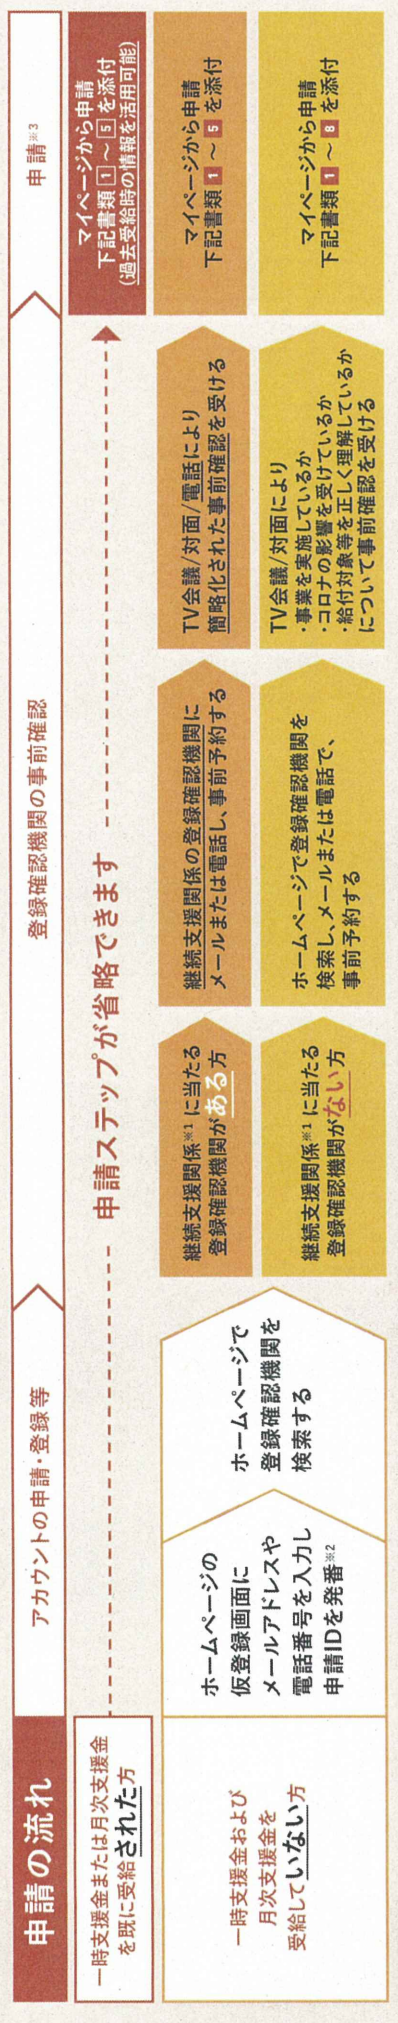 申請の流れ
アカウントの申請・登録等
登録確認機関の事前確認
申請※3
一時支援金または月次支援金
を既に受給された方
申請ステップが省略できます
マイページから申請
下記書類1～5を添付
(過去受給時の情報を活用可能)
一時支援金および
月次支援金を
受給していない方
ホームページの
仮登録画面に
メールアドレスや
電話番号を入力し
申請IDを発番※2
ホームページで
登録確認機関を
検索する
継続支援関係※1に当たる
登録確認機関がある方
継続支援関係の登録確認機関に
メールまたは電話し、事前予約する
TV会議/対面/電話により
簡略化された事前確認を受ける
マイページから申請
下記書類1～5を添付
継続支援関係※1に当たる
登録確認機関がない方
ホームページで登録確認機関を
検索し、メールまたは電話で、
事前予約する
TV会議/対面により
・事業を実施しているか
・コロナの影響を受けているか
・給付対象等を正しく理解しているか
について事前確認を受ける
マイページから申請
下記書類1～8を添付